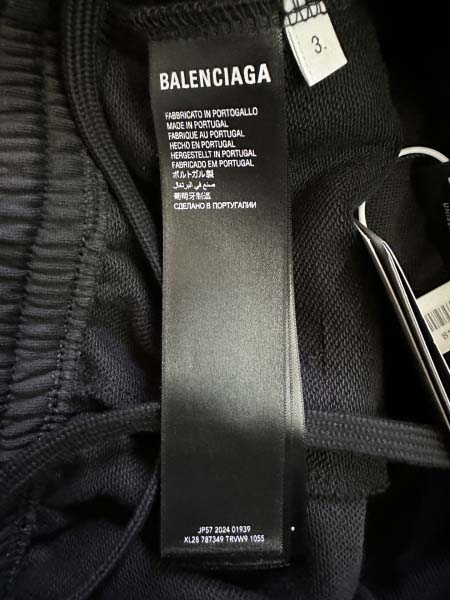 3.
BALENCIAGA
FABBRICATO IN PORTOGALLO
MADE IN PORTUGAL
FABRIQUE AU PORTUGAL
HECHO EN PORTUGAL
HERGESTELLT IN PORTUGAL
FABRICADO EM PORTUGAL
ポルトガル製
صنع في البرتغال
葡萄牙制造
СДЕЛАНО В ПОРТУГАЛИИ
JP57 2024 01939
XL28 787349 TRVW9 1055